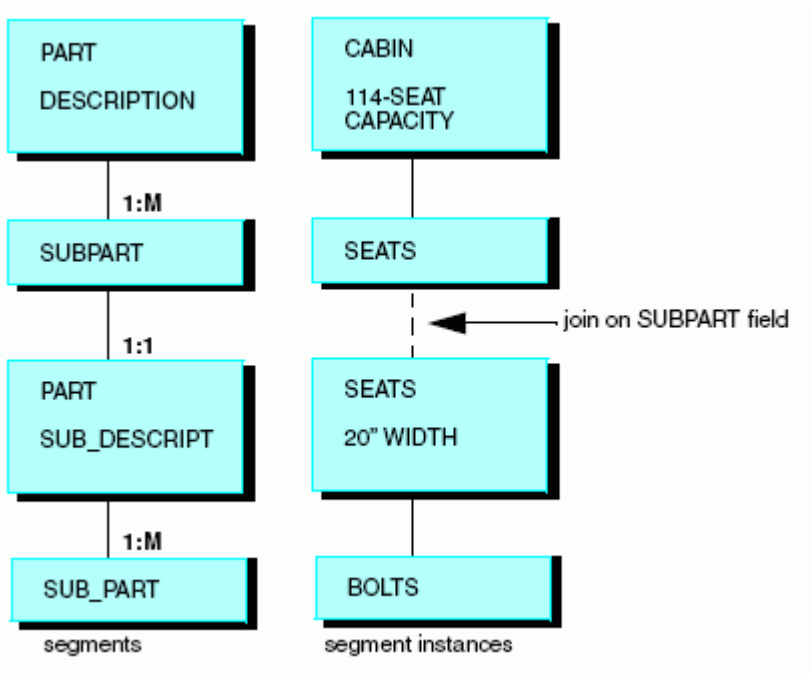 PART
DESCRIPTION
1:M
SUBPART
1:1
PART
SUB_DESCRIPT
1:M
SUB_PART
segments
CABIN
114-SEAT
CAPACITY
SEATS
join on SUBPART field
SEATS
20” WIDTH
BOLTS
segment instances